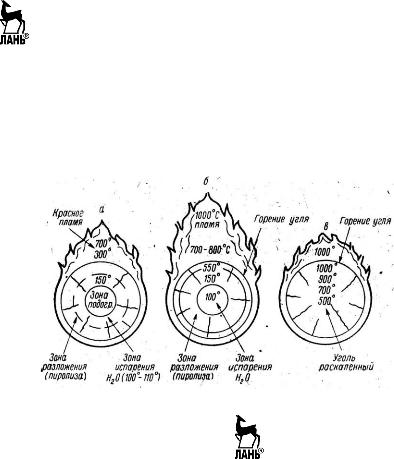 ЛАНЬ®
а
Красное пламя
700°
300°
150°
Зона подогр.
Зона разложения (пиролиза)
Зона испарения H₂O (100°-110°)
б
1000°С пламя
700-800°С
Горение угля
550°
150°
100°
Зона разложения (пиролиза)
Зона испарения H₂O
в
Горение угля
1000°
1000°
900°
700°
500°
Уголь раскаленный
ЛАНЬ®